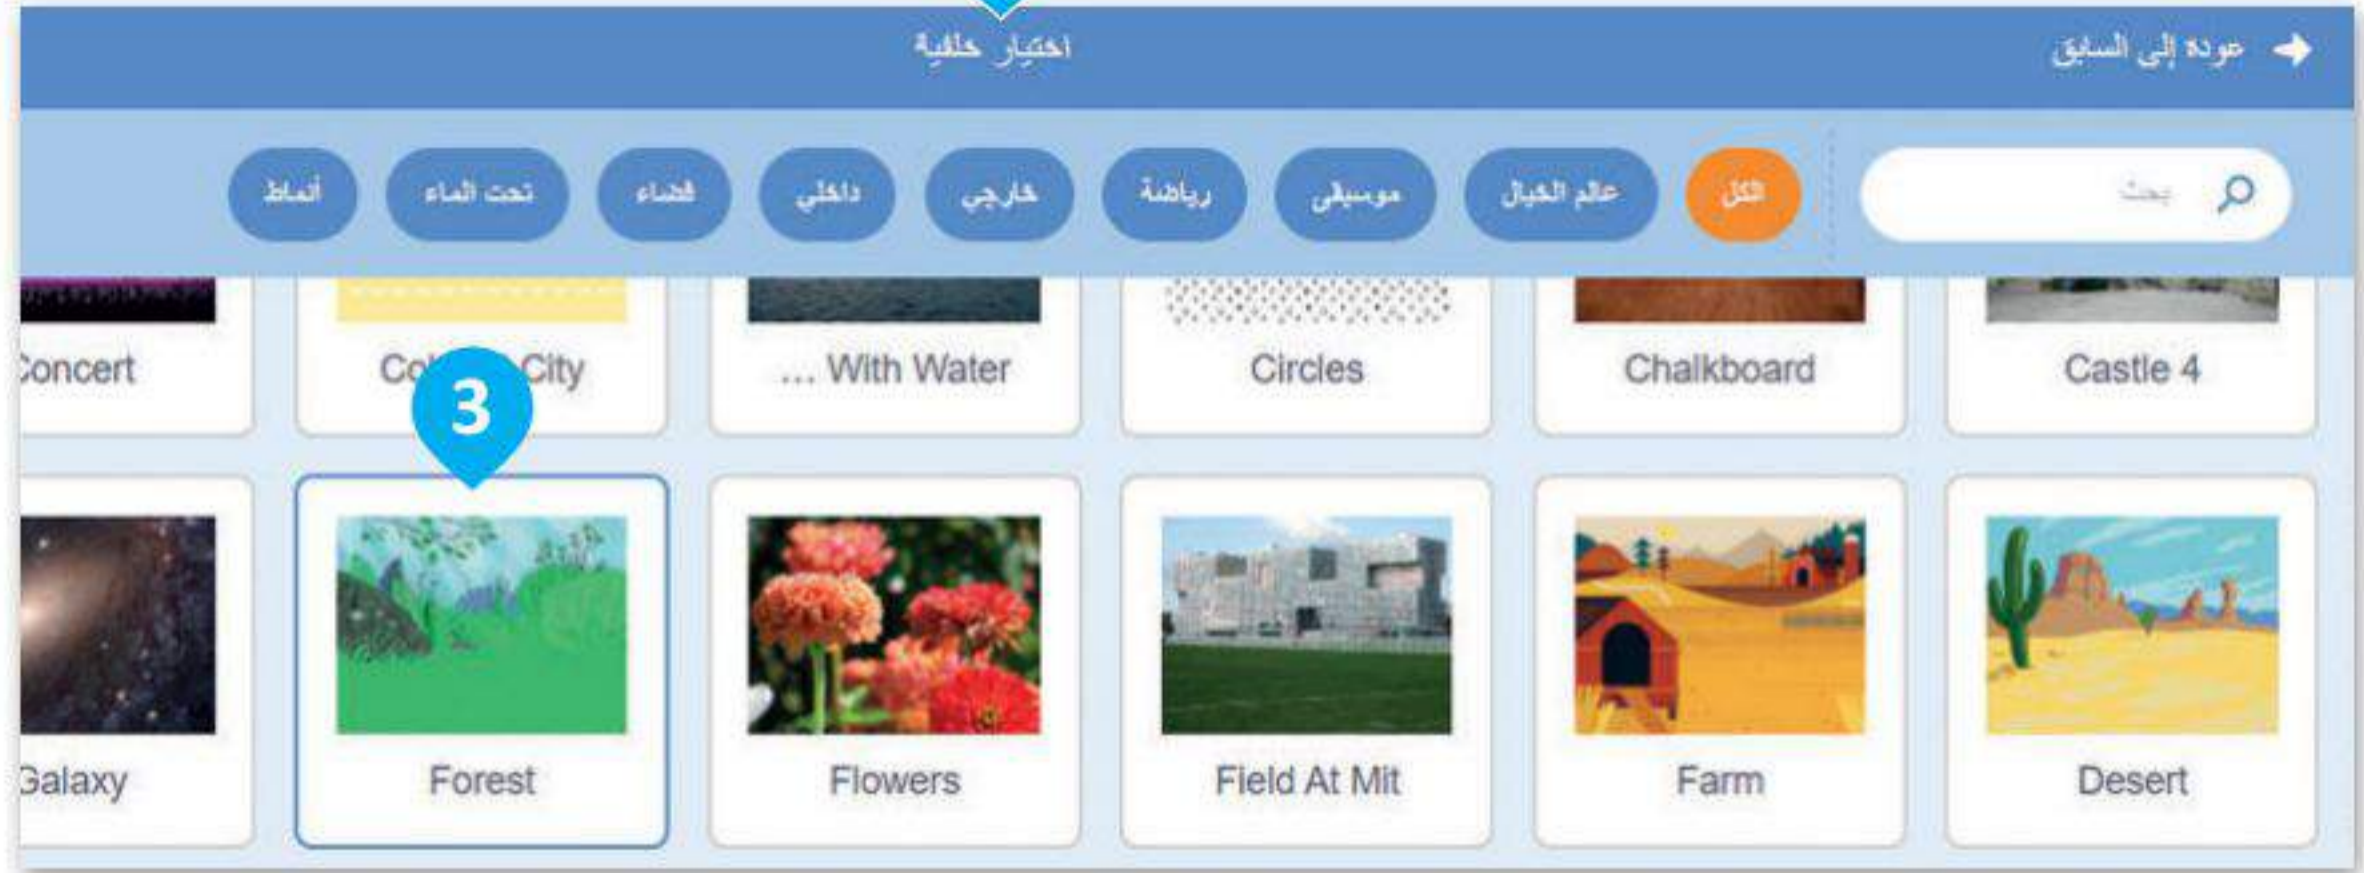 عودة إلى السابق
اختيار خلفية
بحث
الكل
عالم الخيال
موسيقى
رياضة
خارجي
داخلي
فضاء
تحت الماء
أنماط
Castle 4
Chalkboard
Circles
... With Water
City
Concert
3
Desert
Farm
Field At Mit
Flowers
Forest
Galaxy